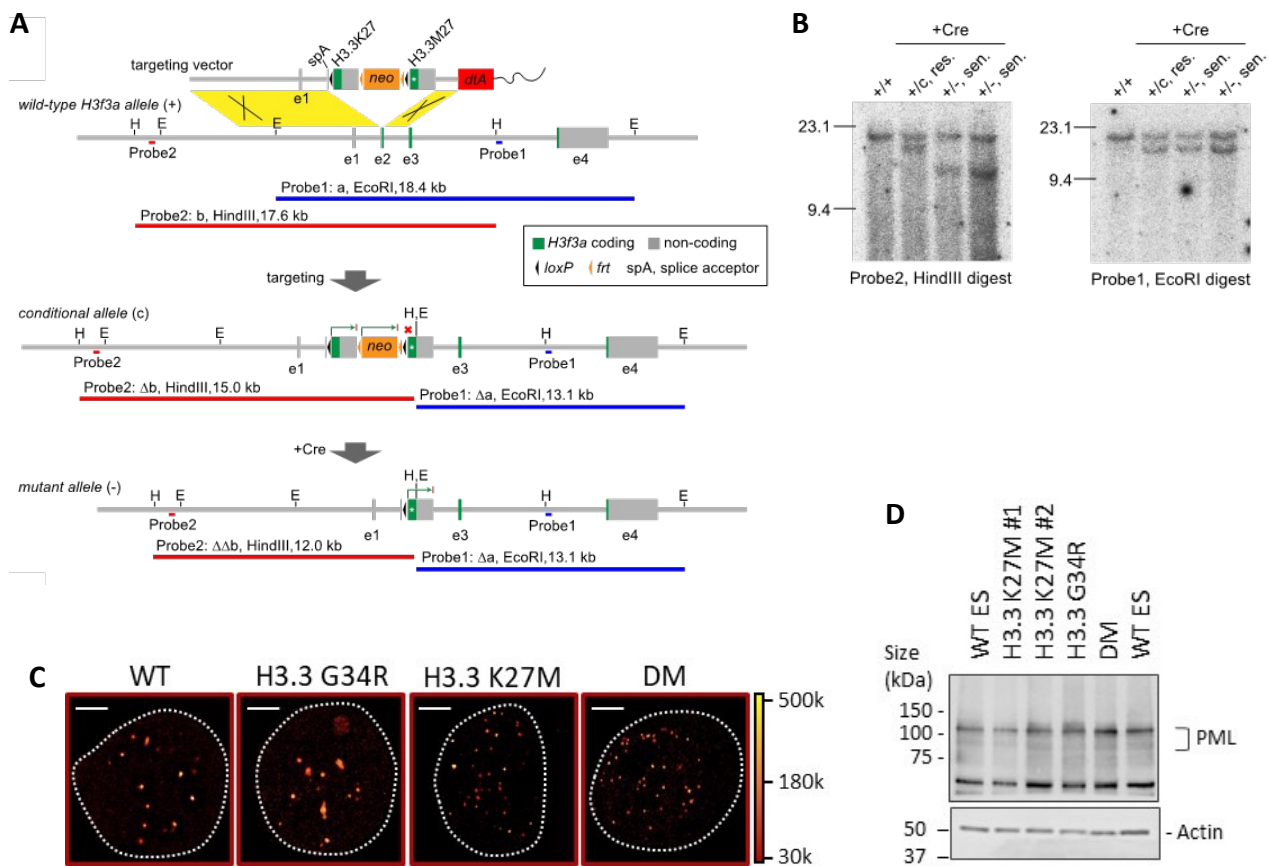 A
targeting vector
spA
H3.3K27
neo
H3.3M27
dtA
e1
wild-type H3f3a allele (+)
H E E H E
Probe2 e1 e2 e3 Probe1 e4
Probe1: a, EcoRI,18.4 kb
Probe2: b, HindIII,17.6 kb
H3f3a coding non-coding
loxP frt spA, splice acceptor
targeting
conditional allele (c)
H E E H,E H E
neo
Probe2 e1 e3 Probe1 e4
Probe2: Δb, HindIII,15.0 kb
Probe1: Δa, EcoRI,13.1 kb
+Cre
mutant allele (-)
H E E H,E H E
Probe2 e1 e3 Probe1 e4
Probe2: ΔΔb, HindIII,12.0 kb
Probe1: Δa, EcoRI,13.1 kb
B
+Cre
+/+ +/c, res. +/-, sen. +/-, sen.
23.1
9.4
Probe2, HindIII digest
+Cre
+/+ +/c, res. +/-, sen. +/-, sen.
23.1
9.4
Probe1, EcoRI digest
C
WT H3.3 G34R H3.3 K27M DM
500k
180k
30k
D
WT ES
H3.3 K27M #1
H3.3 K27M #2
H3.3 G34R
DM
WT ES
Size
(kDa)
150 -
100 -
75 -
PML
50 -
37 -
- Actin